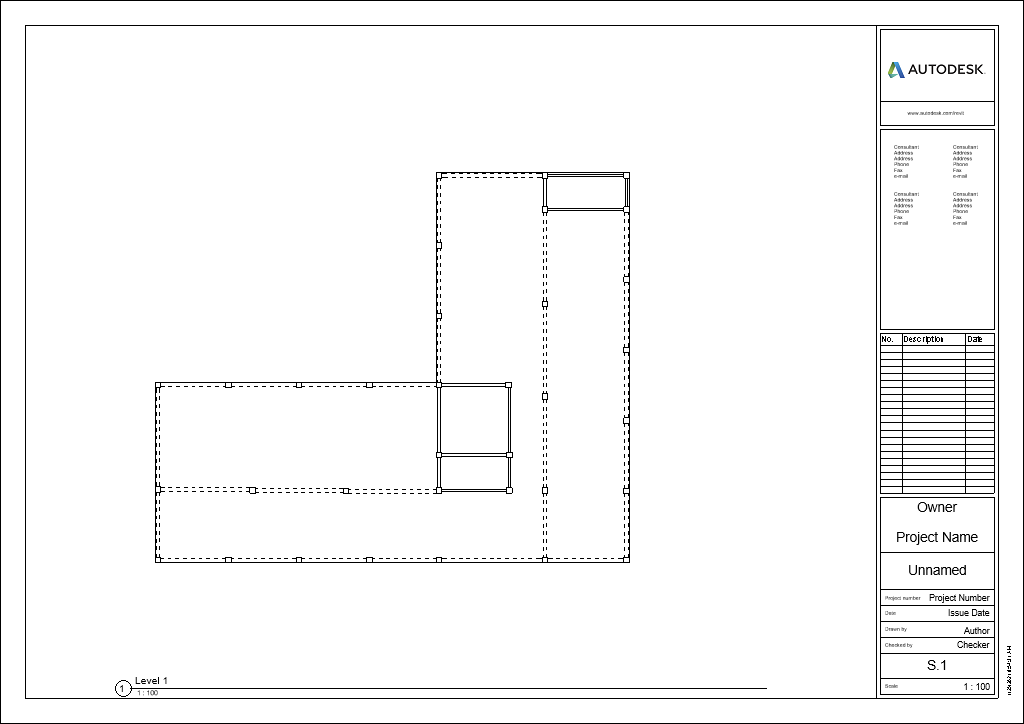 AUTODESK.
www.autodesk.com/revit
Consultant
Address
Address
Phone
Fax
e-mail
Consultant
Address
Address
Phone
Fax
e-mail
Consultant
Address
Address
Phone
Fax
e-mail
Consultant
Address
Address
Phone
Fax
e-mail
No. Description Date
Owner
Project Name
Unnamed
Project number Project Number
Date Issue Date
Drawn by Author
Checked by Checker
S.1
Scale 1 : 100
1 Level 1
1 : 100